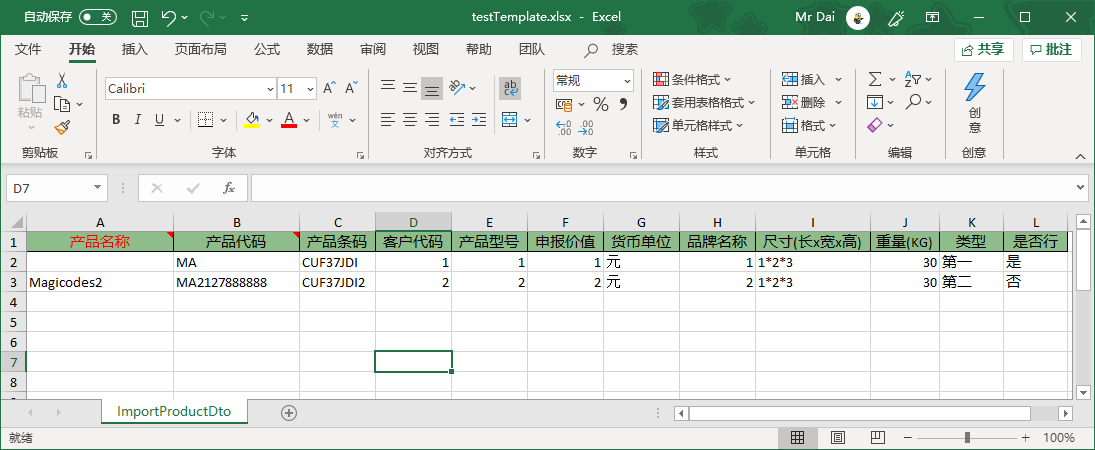 自动保存 关 testTemplate.xlsx - Excel Mr Dai
文件 开始 插入 页面布局 公式 数据 审阅 视图 帮助 团队 搜索 共享 批注
粘贴 Calibri 11 A A ab c 常规 条件格式 插入 创意
B I U A wén 文 % 套用表格格式 删除
.00 单元格样式 格式
剪贴板 字体 对齐方式 数字 样式 单元格 编辑 创意
D7 fx
A B C D E F G H I J K L
1 产品名称 产品代码 产品条码 客户代码 产品型号 申报价值 货币单位 品牌名称 尺寸(长x宽x高) 重量(KG) 类型 是否行
2 MA CUF37JDI 1 1 1 元 1 1*2*3 30 第一 是
3 Magicodes2 MA2127888888 CUF37JDI2 2 2 2 元 2 1*2*3 30 第二 否
4
5
6
7
8
ImportProductDto
就绪 100%